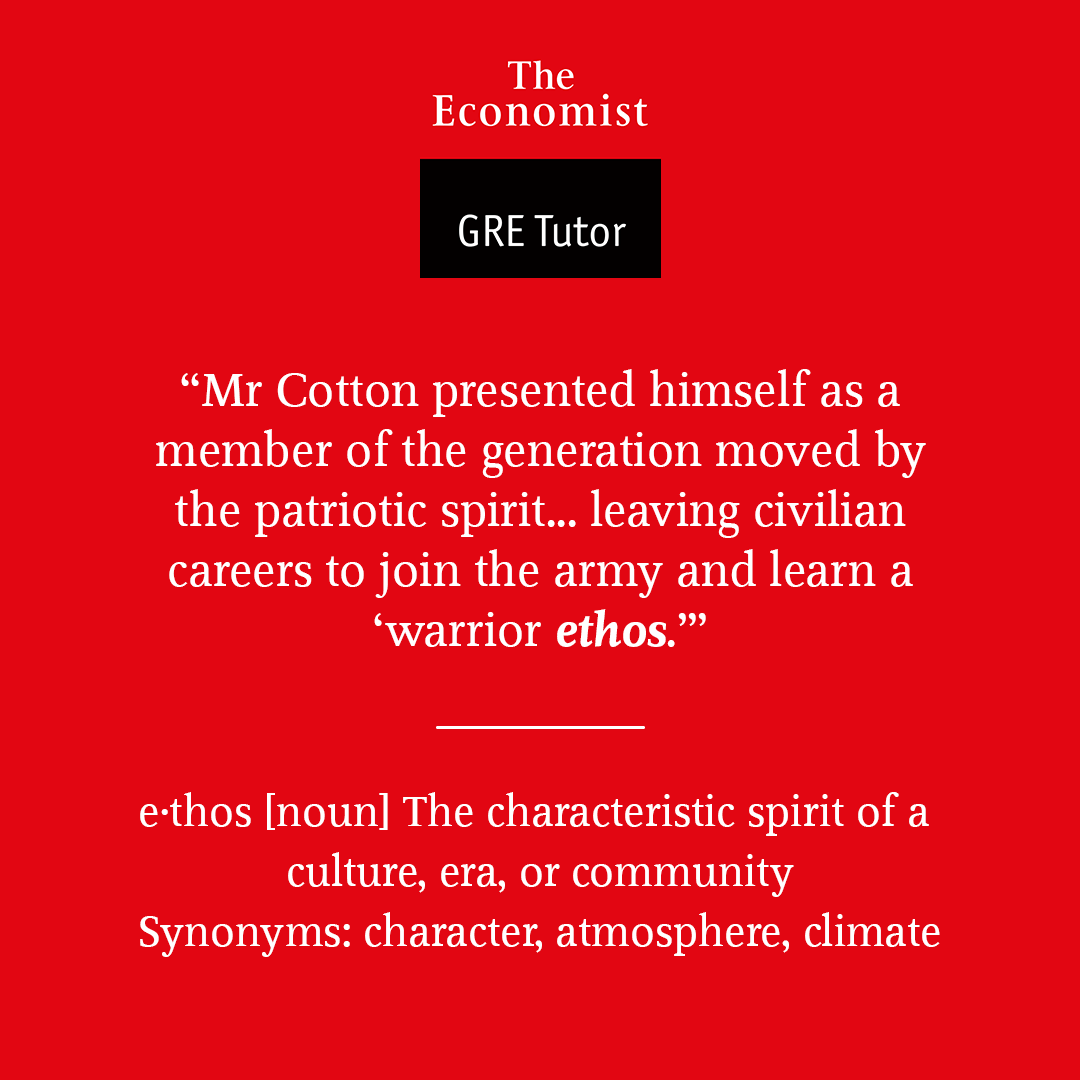 The
Economist
GRE Tutor
“Mr Cotton presented himself as a
member of the generation moved by
the patriotic spirit... leaving civilian
careers to join the army and learn a
‘warrior ethos.’”
e·thos [noun] The characteristic spirit of a
culture, era, or community
Synonyms: character, atmosphere, climate